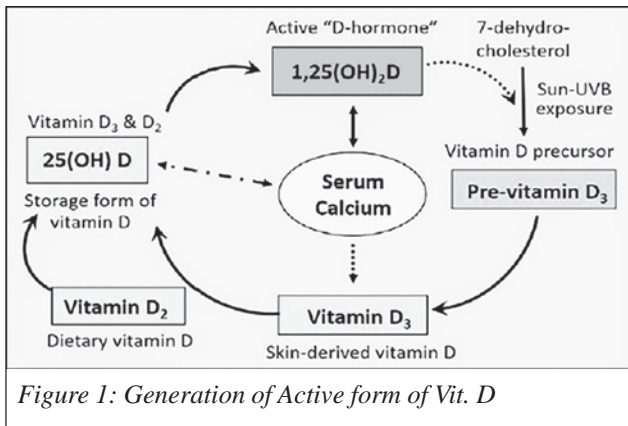 Active “D-hormone”
1,25(OH)₂D
7-dehydro-
cholesterol
Sun-UVB
exposure
Vitamin D₃ & D₂
25(OH) D
Storage form of
vitamin D
Serum
Calcium
Vitamin D precursor
Pre-vitamin D₃
Vitamin D₂
Dietary vitamin D
Vitamin D₃
Skin-derived vitamin D
Figure 1: Generation of Active form of Vit. D